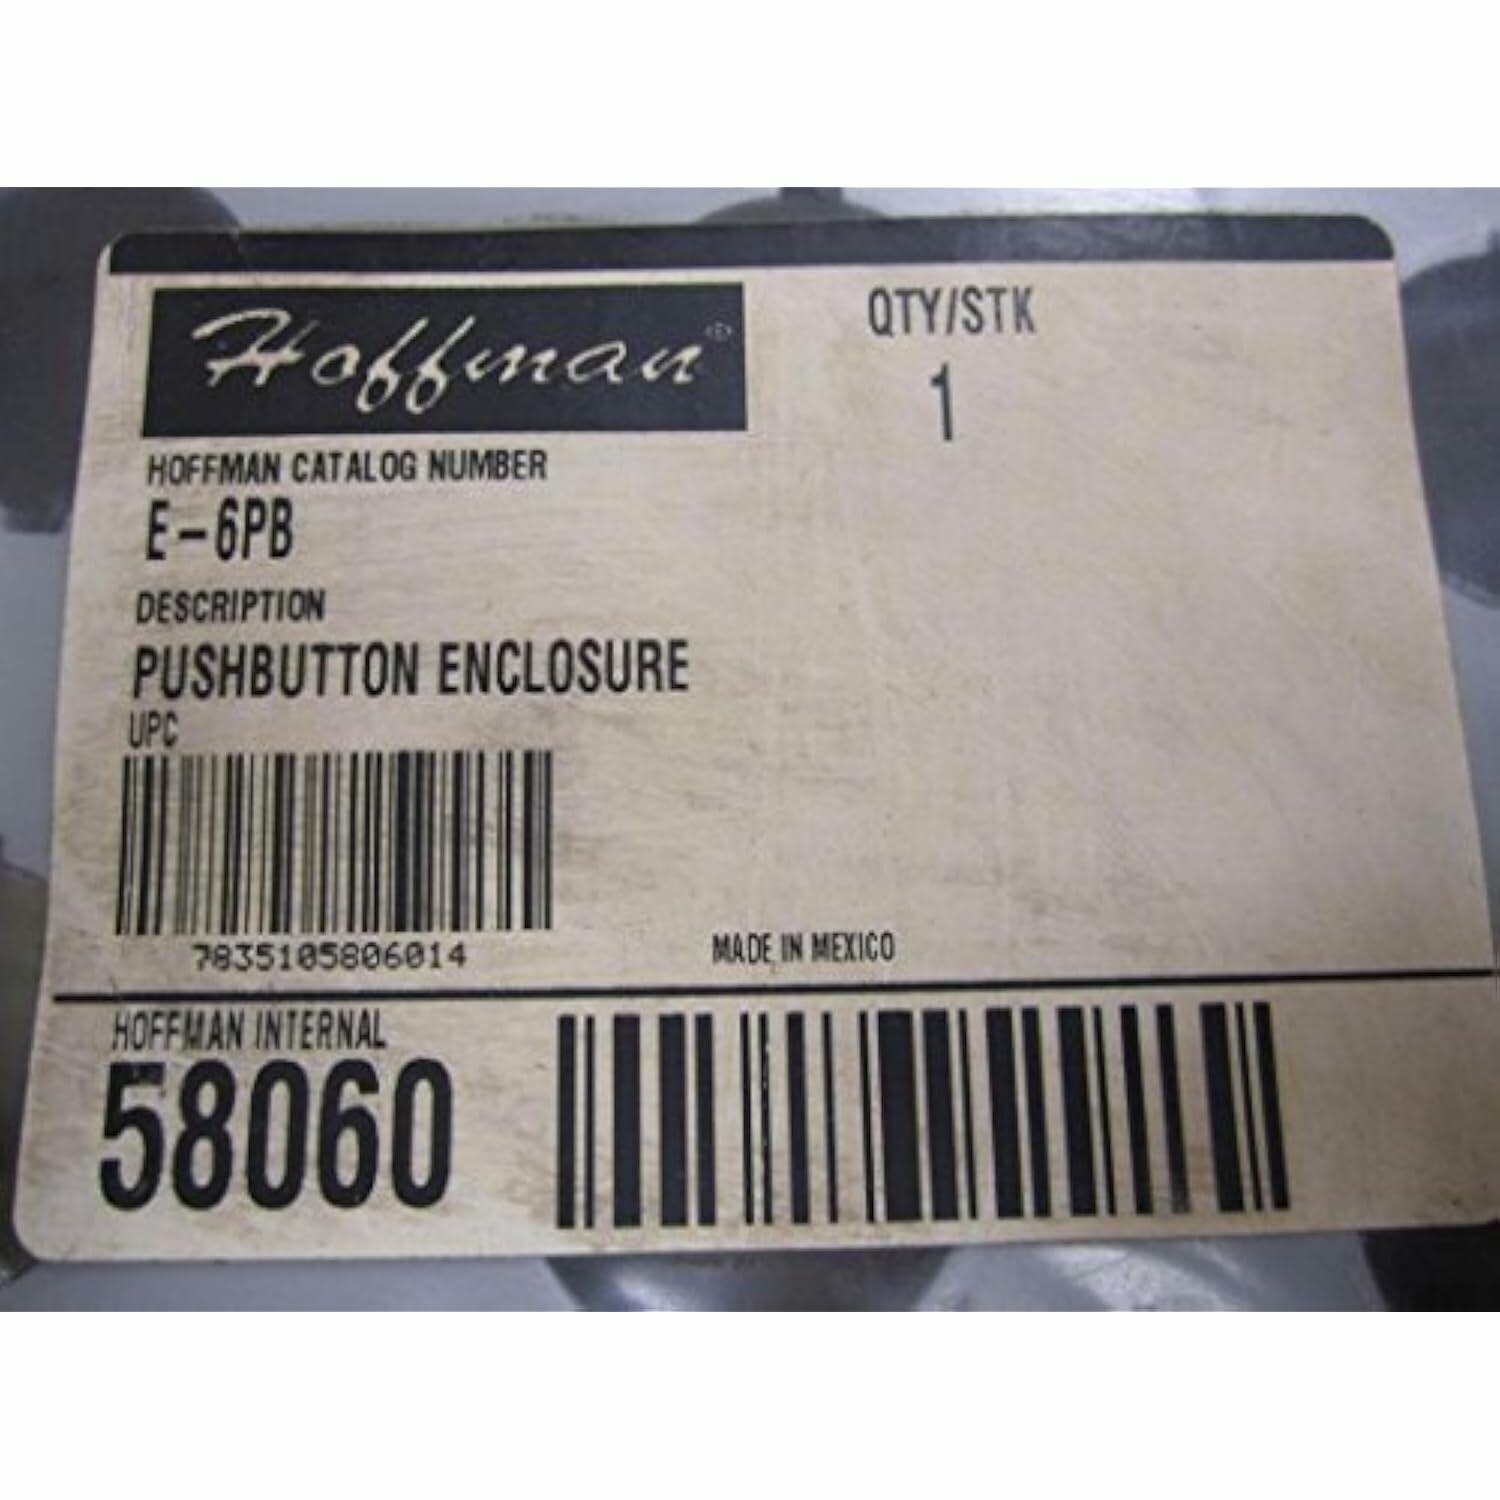 Hoffman®
QTY/STK
1
HOFFMAN CATALOG NUMBER
E-6PB
DESCRIPTION
PUSHBUTTON ENCLOSURE
UPC
7835105806014
MADE IN MEXICO
HOFFMAN INTERNAL
58060